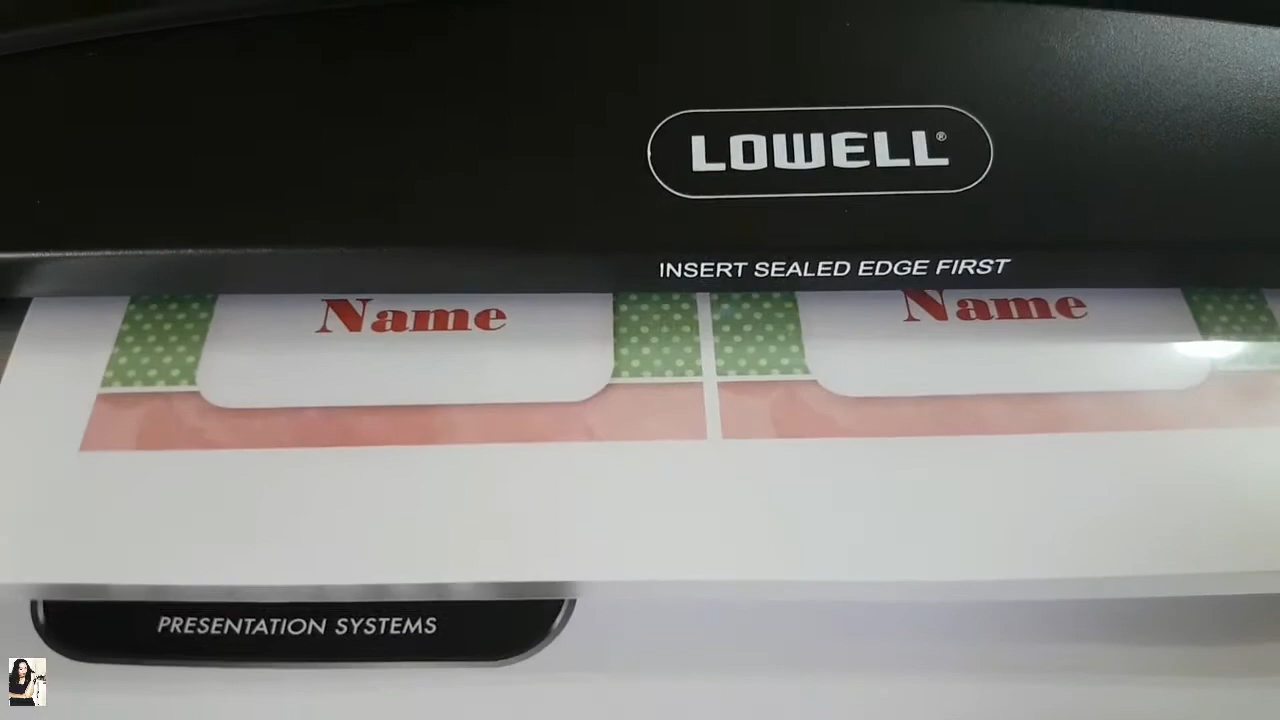 LOWELL®
INSERT SEALED EDGE FIRST
Name Name
PRESENTATION SYSTEMS